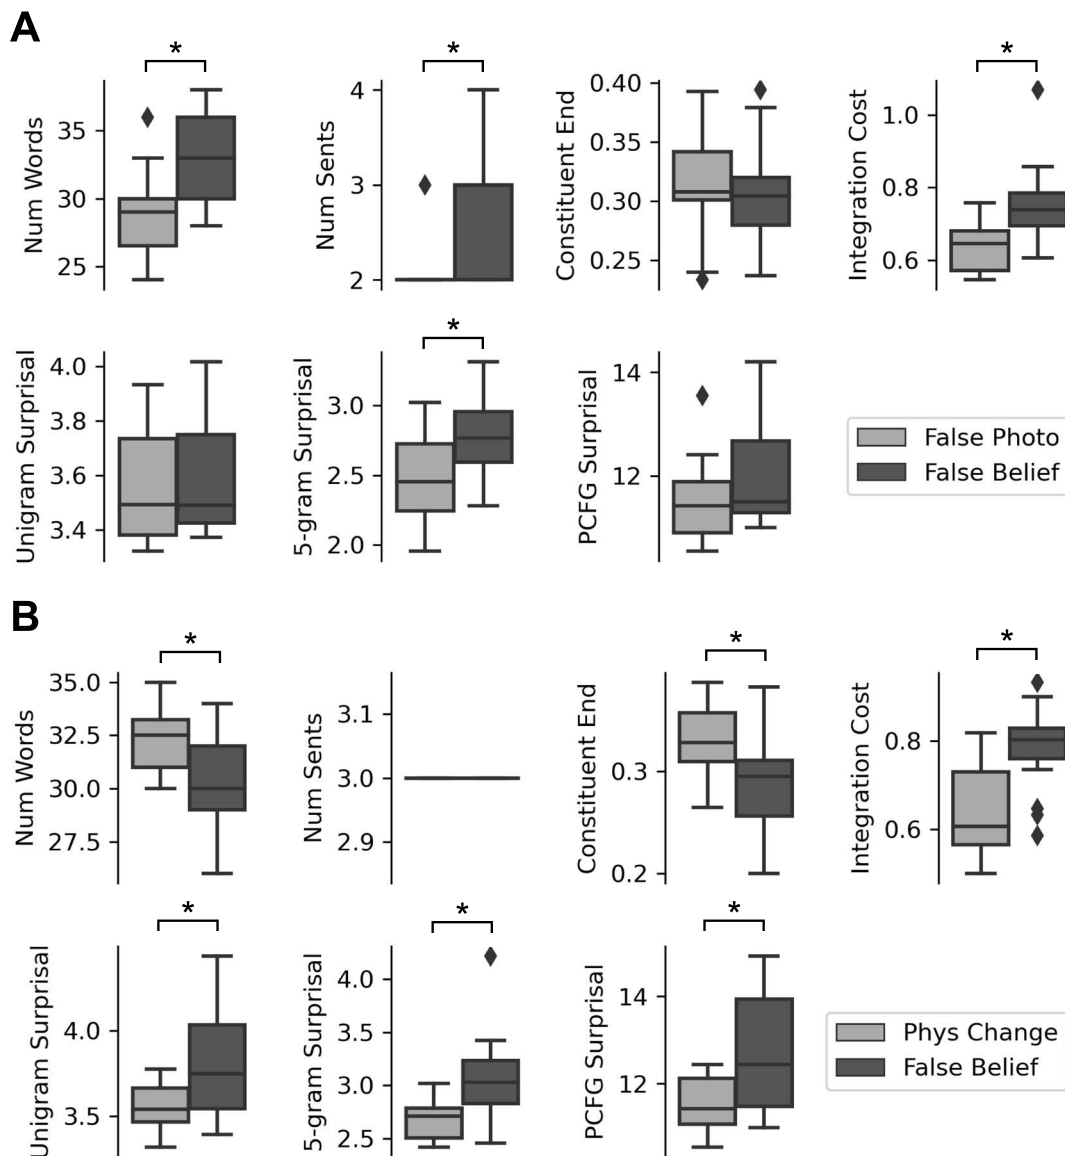 A
*
Num Words
35
30
25
*
Num Sents
4
3
2
Constituent End
0.40
0.35
0.30
0.25
*
Integration Cost
1.0
0.8
0.6
Unigram Surprisal
4.0
3.8
3.6
3.4
*
5-gram Surprisal
3.0
2.5
2.0
PCFG Surprisal
14
12
False Photo
False Belief
B
*
Num Words
35.0
32.5
30.0
27.5
Num Sents
3.1
3.0
2.9
*
Constituent End
0.3
0.2
*
Integration Cost
0.8
0.6
*
Unigram Surprisal
4.0
3.5
*
5-gram Surprisal
4.0
3.5
3.0
2.5
*
PCFG Surprisal
14
12
Phys Change
False Belief